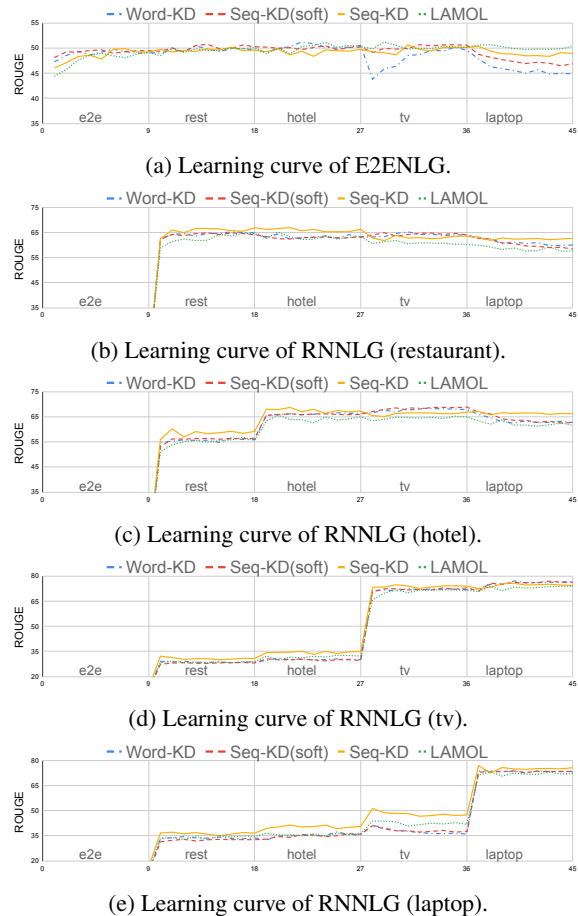 Word-KD Seq-KD(soft) Seq-KD LAMOL
55
50
45
40
35
ROUGE
e2e rest hotel tv laptop
0 9 18 27 36 45
(a) Learning curve of E2ENLG.
Word-KD Seq-KD(soft) Seq-KD LAMOL
75
65
55
45
35
ROUGE
e2e rest hotel tv laptop
0 9 18 27 36 45
(b) Learning curve of RNNLG (restaurant).
Word-KD Seq-KD(soft) Seq-KD LAMOL
75
65
55
45
35
ROUGE
e2e rest hotel tv laptop
0 9 18 27 36 45
(c) Learning curve of RNNLG (hotel).
Word-KD Seq-KD(soft) Seq-KD LAMOL
80
65
50
35
20
ROUGE
e2e rest hotel tv laptop
0 9 18 27 36 45
(d) Learning curve of RNNLG (tv).
Word-KD Seq-KD(soft) Seq-KD LAMOL
80
65
50
35
20
ROUGE
e2e rest hotel tv laptop
0 9 18 27 36 45
(e) Learning curve of RNNLG (laptop).